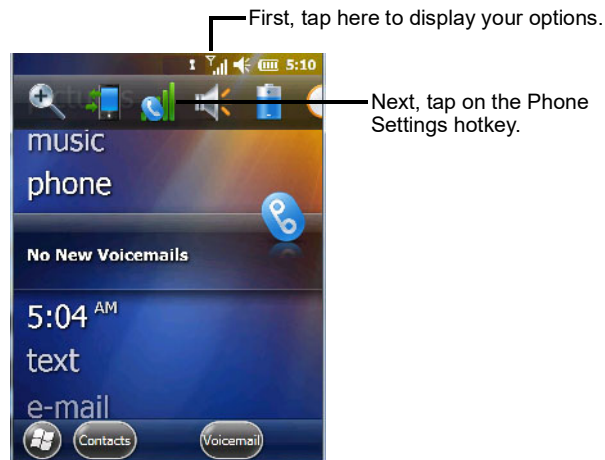 First, tap here to display your options.
5:10
pictures
Next, tap on the Phone
Settings hotkey.
music
phone
No New Voicemails
5:04 AM
text
e-mail
Contacts
Voicemail